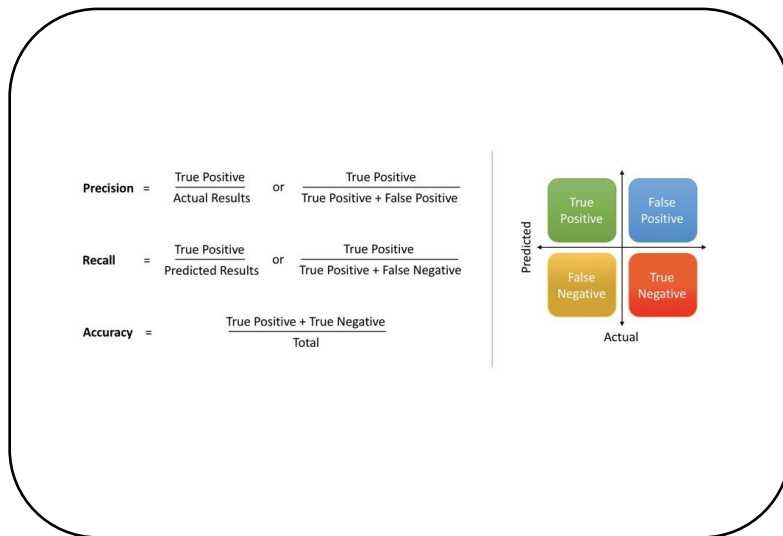 Precision = True Positive / Actual Results or True Positive / True Positive + False Positive
Recall = True Positive / Predicted Results or True Positive / True Positive + False Negative
Accuracy = True Positive + True Negative / Total
Predicted
True
Positive
False
Positive
False
Negative
True
Negative
Actual